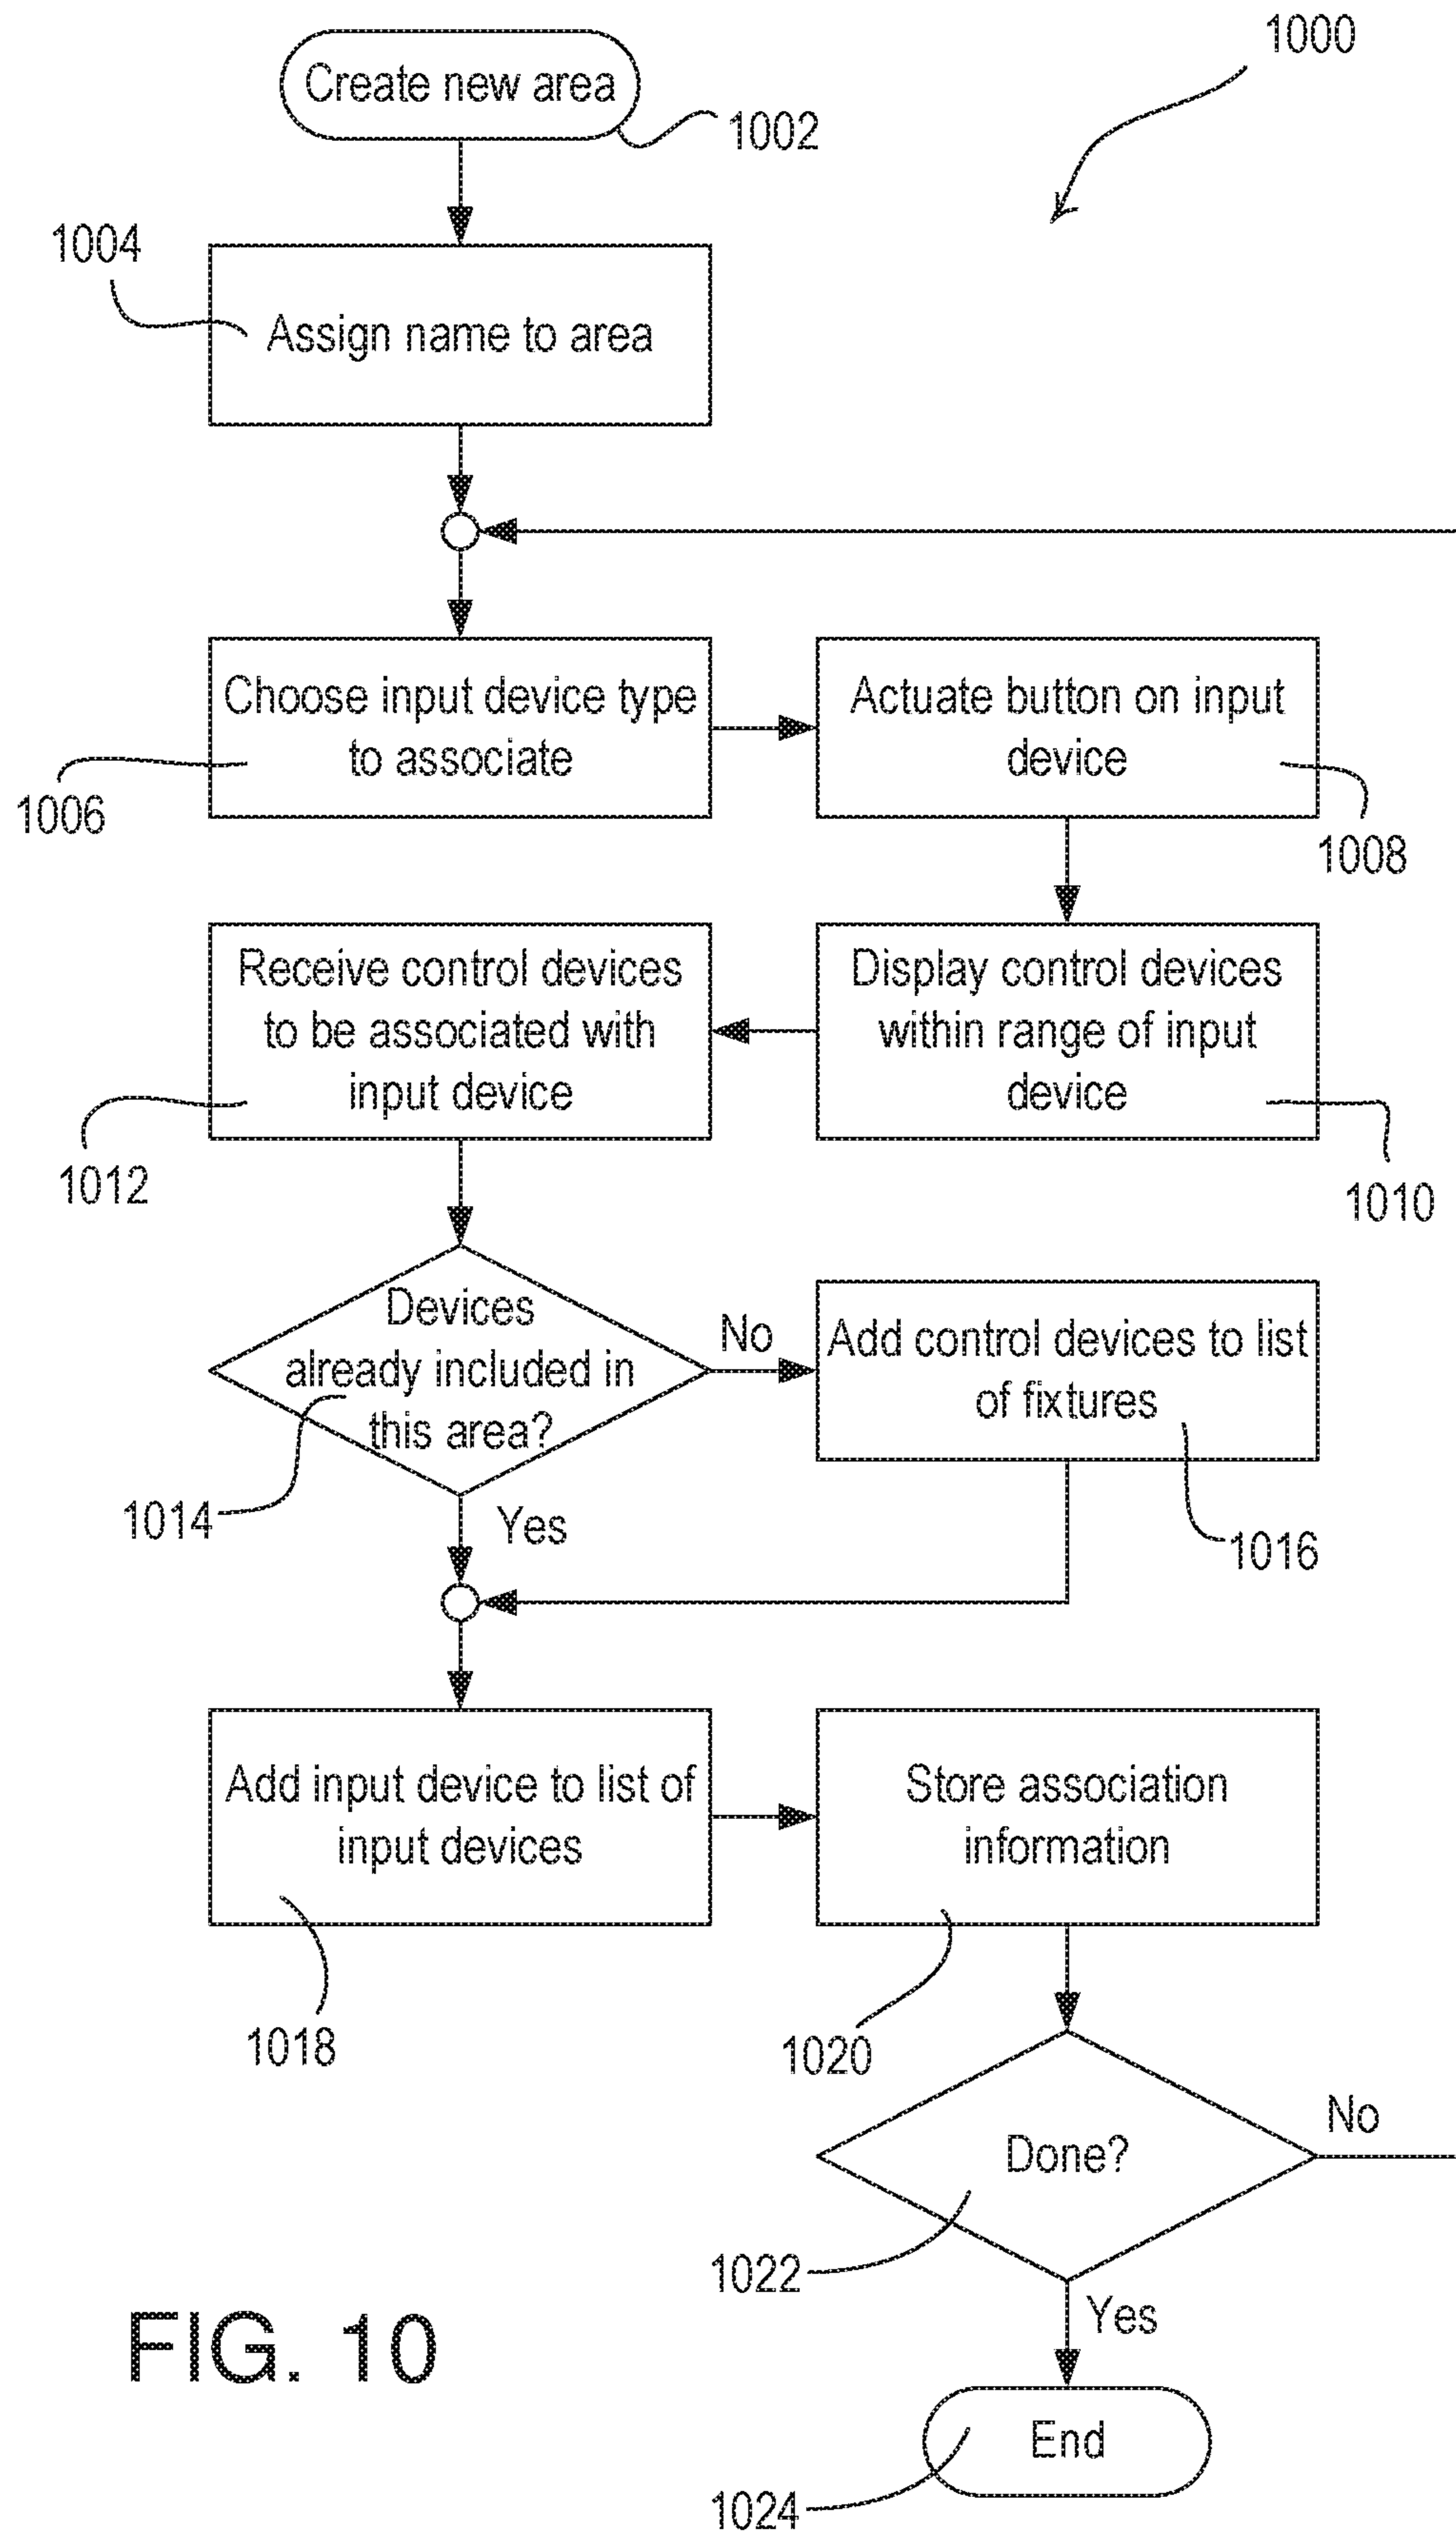 1000
Create new area
1002
1004
Assign name to area
Choose input device type
to associate
1006
Actuate button on input
device
1008
Receive control devices
to be associated with
input device
1012
Display control devices
within range of input
device
1010
Devices
already included in
this area?
1014
No
Yes
Add control devices to list
of fixtures
1016
Add input device to list of
input devices
1018
Store association
information
1020
Done?
1022
No
Yes
End
1024
FIG. 10